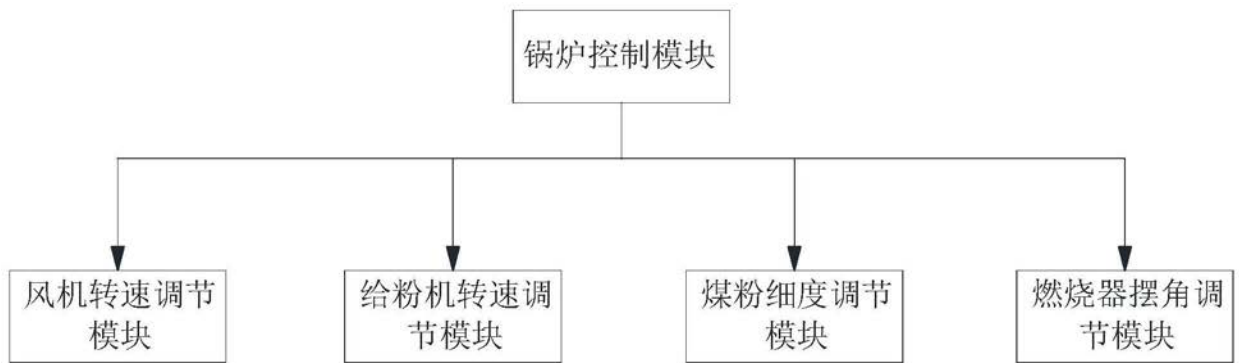 锅炉控制模块
风机转速调节
模块
给粉机转速调
节模块
煤粉细度调节
模块
燃烧器摆角调
节模块